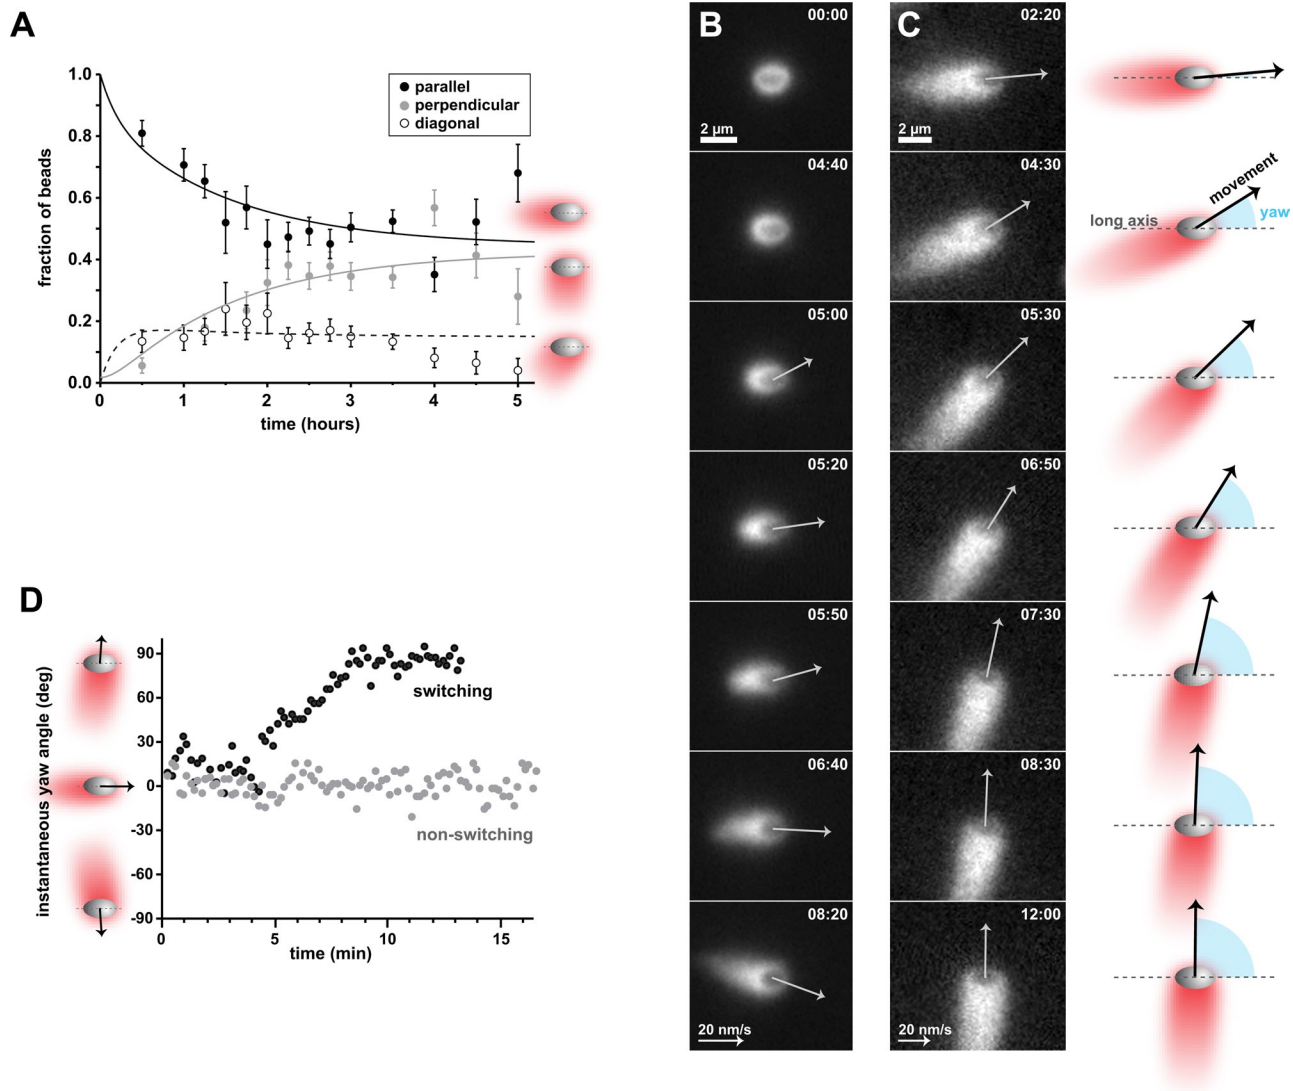 A
1.0
0.8
0.6
0.4
0.2
0.0
fraction of beads
0
1
2
3
4
5
time (hours)
parallel
perpendicular
diagonal
B
00:00
2 µm
04:40
05:00
05:20
05:50
06:40
08:20
20 nm/s
C
02:20
2 µm
04:30
05:30
06:50
07:30
08:30
12:00
20 nm/s
movement
long axis
yaw
D
instantaneous yaw angle (deg)
90
60
30
0
-30
-60
-90
switching
non-switching
0
5
10
15
time (min)